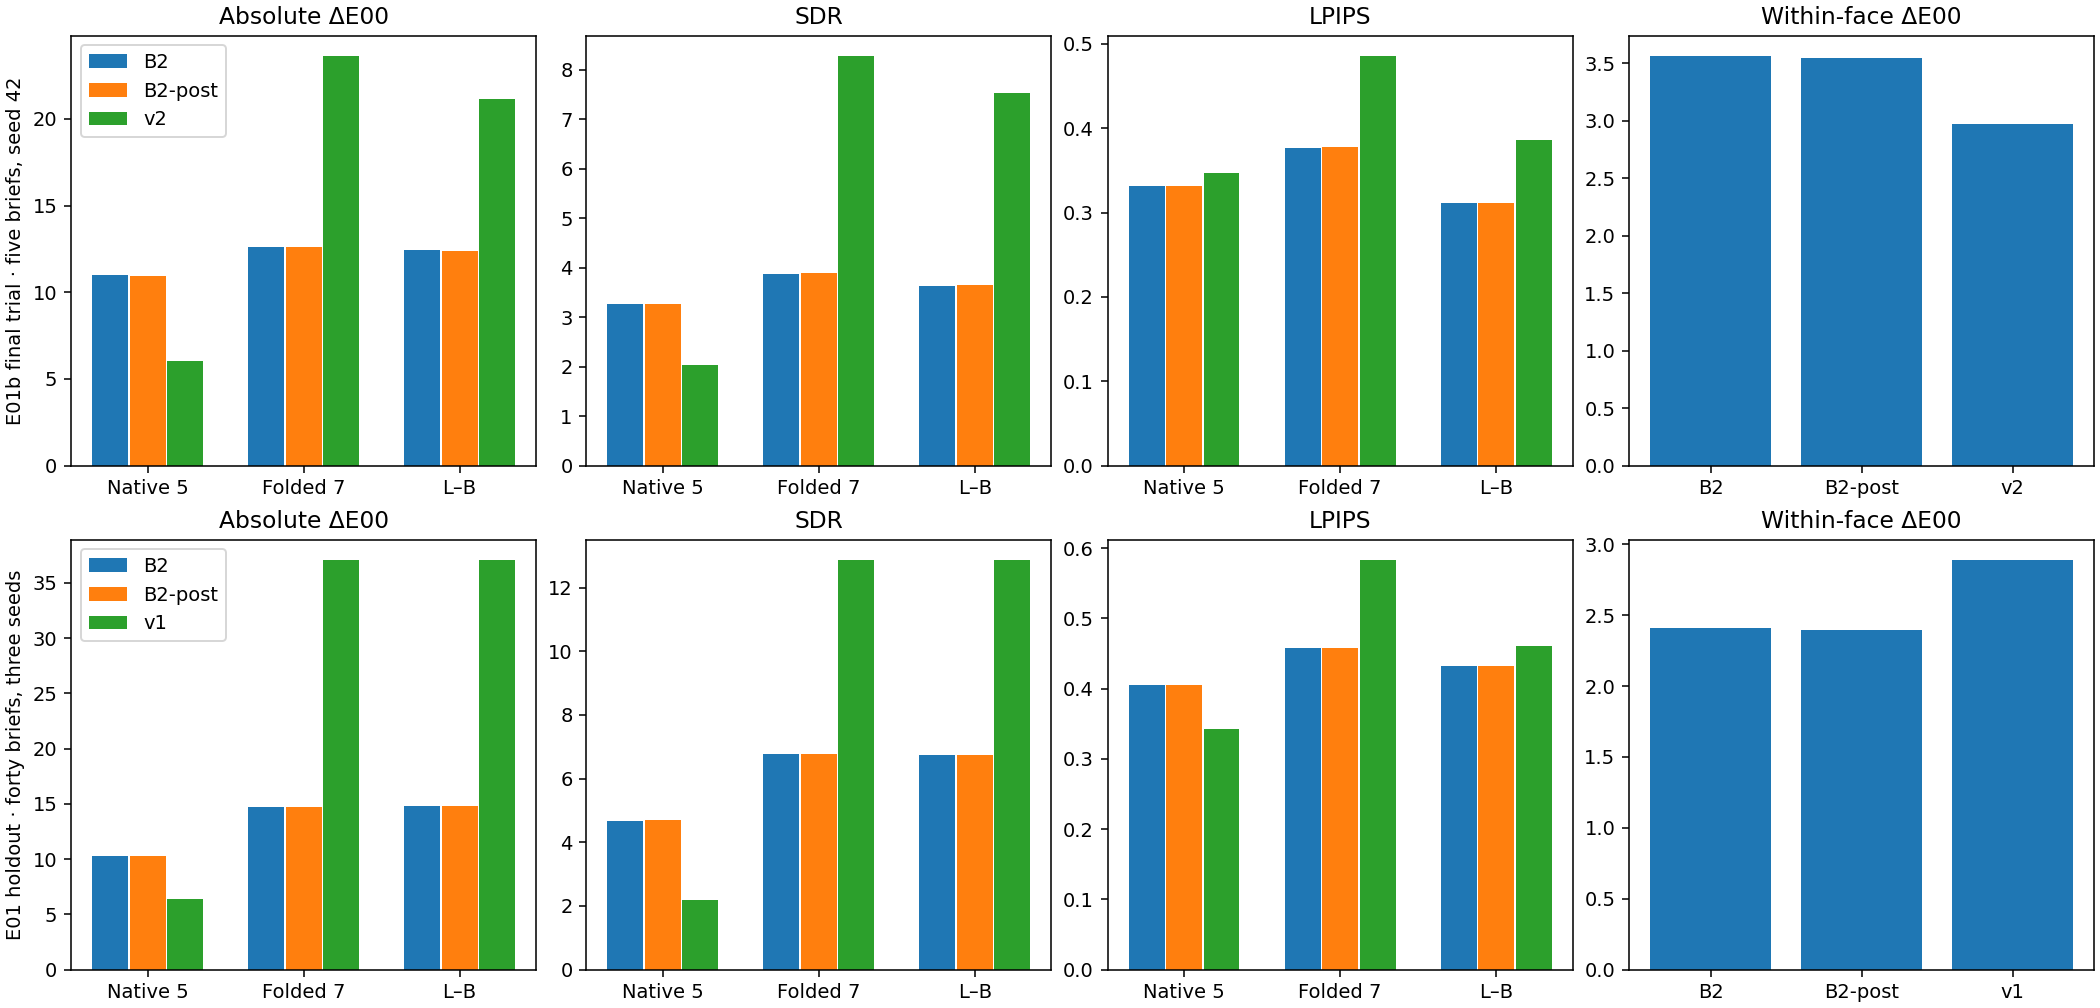 Absolute ΔE00
SDR
LPIPS
Within-face ΔE00
E01b final trial · five briefs, seed 42
B2
B2-post
v2
0
5
10
15
20
Native 5
Folded 7
L–B
0
1
2
3
4
5
6
7
8
Native 5
Folded 7
L–B
0.0
0.1
0.2
0.3
0.4
0.5
Native 5
Folded 7
L–B
0.0
0.5
1.0
1.5
2.0
2.5
3.0
3.5
B2
B2-post
v2
Absolute ΔE00
SDR
LPIPS
Within-face ΔE00
E01 holdout · forty briefs, three seeds
B2
B2-post
v1
0
5
10
15
20
25
30
35
Native 5
Folded 7
L–B
0
2
4
6
8
10
12
Native 5
Folded 7
L–B
0.0
0.1
0.2
0.3
0.4
0.5
0.6
Native 5
Folded 7
L–B
0.0
0.5
1.0
1.5
2.0
2.5
3.0
B2
B2-post
v1